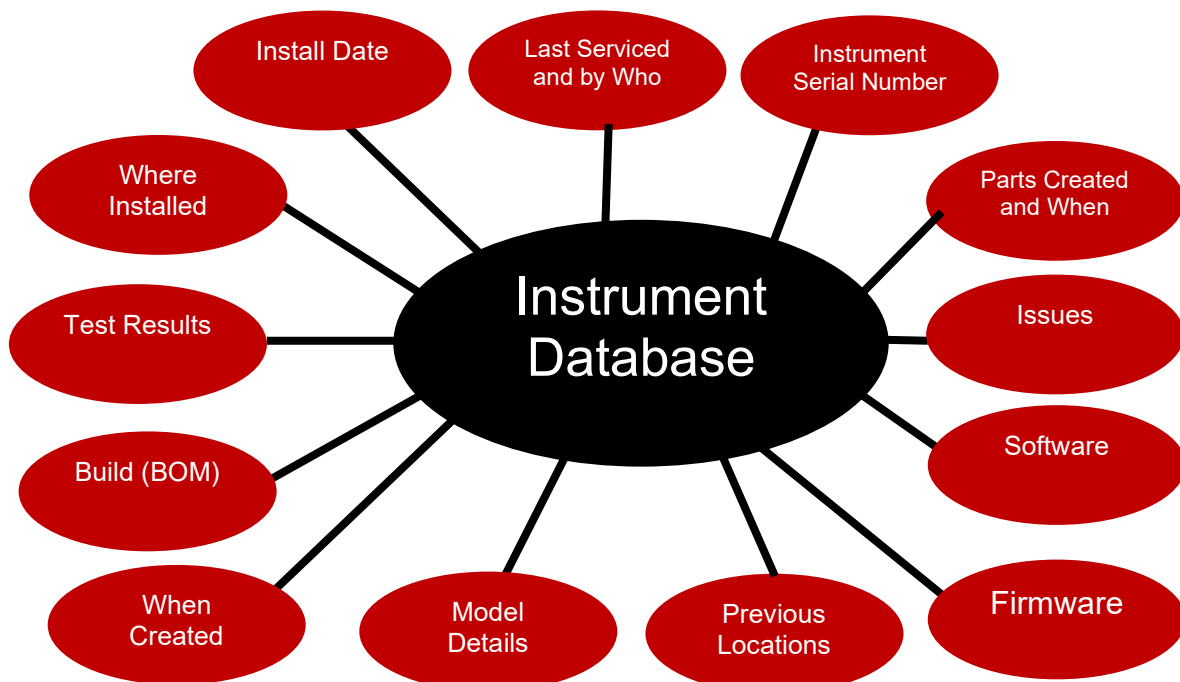 Install Date
Last Serviced
and by Who
Instrument
Serial Number
Where
Installed
Parts Created
and When
Instrument
Database
Test Results
Issues
Build (BOM)
Software
When
Created
Model
Details
Previous
Locations
Firmware